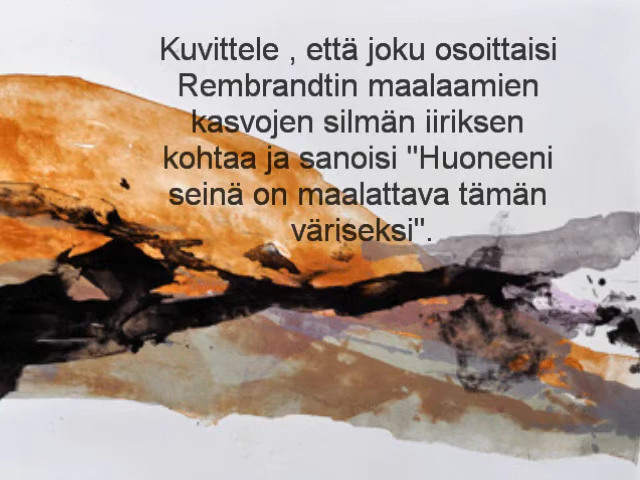 Kuvittele , että joku osoittaisi
Rembrandtin maalaamien
kasvojen silmän iiriksen
kohtaa ja sanoisi "Huoneeni
seinä on maalattava tämän
väriseksi".